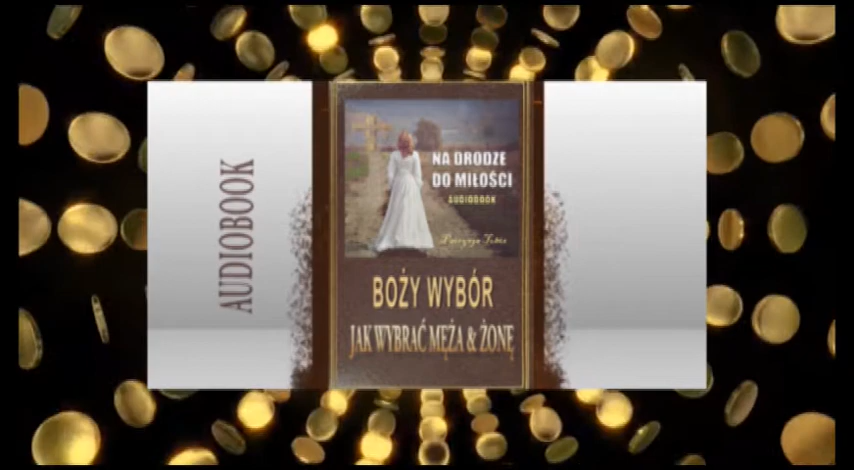 AUDIOBOOK
NA DRODZE
DO MIŁOŚCI
AUDIOBOOK
BOŻY WYBÓR
JAK WYBRAĆ MĘŻA & ŻONĘ